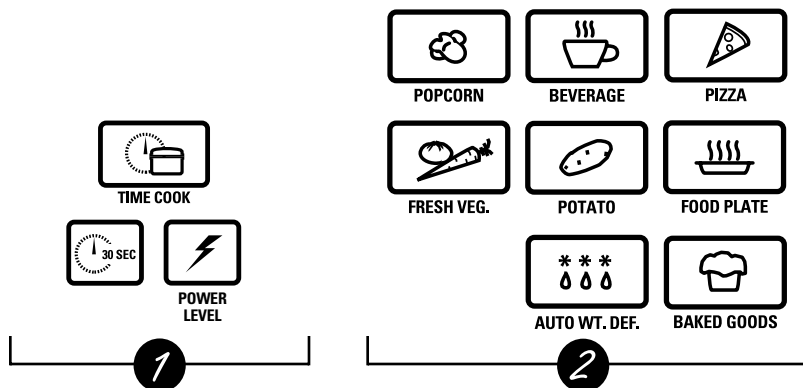 POPCORN BEVERAGE PIZZA
TIME COOK
FRESH VEG. POTATO FOOD PLATE
30 SEC
POWER
LEVEL
AUTO WT. DEF. BAKED GOODS
1 2